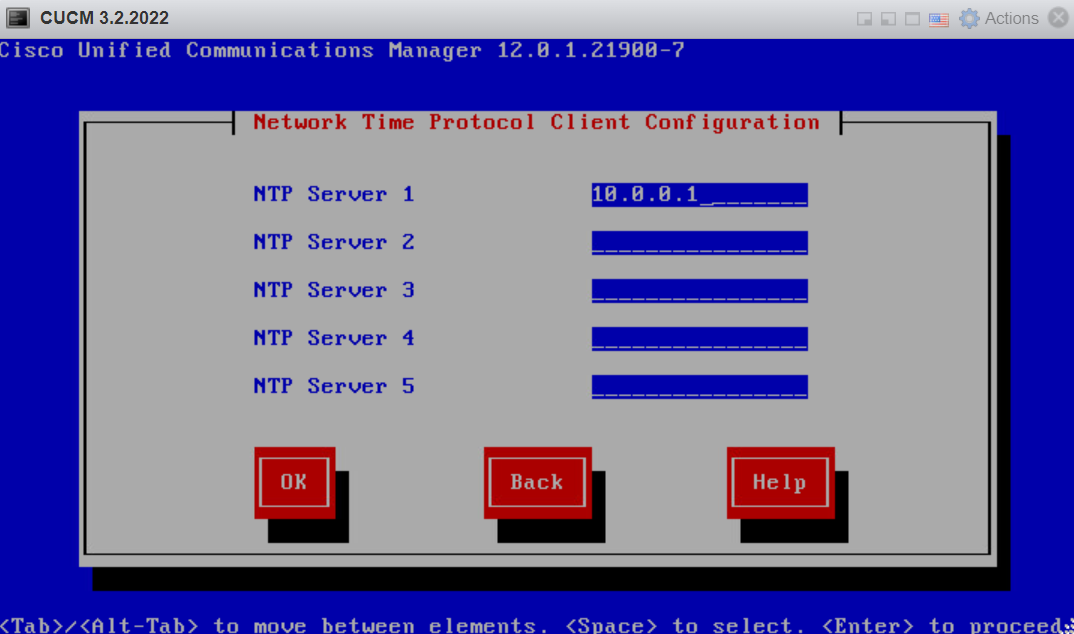 CUCM 3.2.2022 Actions
Cisco Unified Communications Manager 12.0.1.21900-7
Network Time Protocol Client Configuration
NTP Server 1 10.0.0.1_
NTP Server 2
NTP Server 3
NTP Server 4
NTP Server 5
OK Back Help
<Tab>/<Alt-Tab> to move between elements. <Space> to select. <Enter> to proceed